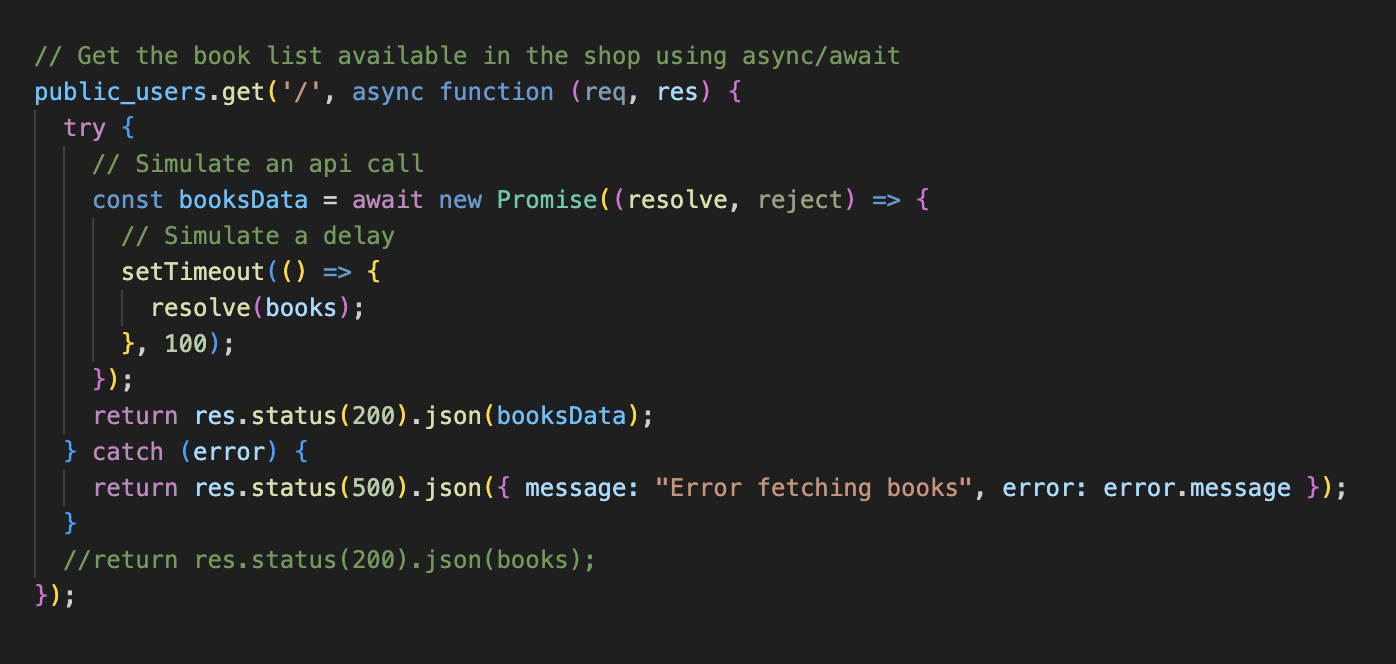 // Get the book list available in the shop using async/await
public_users.get('/', async function (req, res) {
  try {
    // Simulate an api call
    const booksData = await new Promise((resolve, reject) => {
      // Simulate a delay
      setTimeout(() => {
        resolve(books);
      }, 100);
    });
    return res.status(200).json(booksData);
  } catch (error) {
    return res.status(500).json({ message: "Error fetching books", error: error.message });
  }
  //return res.status(200).json(books);
});